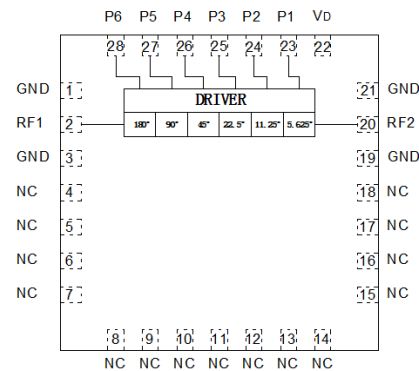 P6 P5 P4 P3 P2 P1 VD
28 27 26 25 24 23 22
GND 1 21 GND
DRIVER
RF1 2 180° 90° 45° 22.5° 11.25° 5.625° 20 RF2
GND 3 19 GND
NC 4 18 NC
NC 5 17 NC
NC 6 16 NC
NC 7 15 NC
8 9 10 11 12 13 14
NC NC NC NC NC NC NC